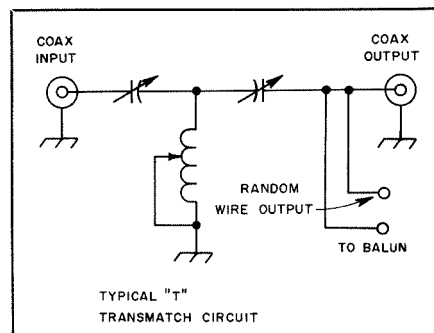 COAX
INPUT
COAX
OUTPUT
RANDOM
WIRE OUTPUT
TO BALUN
TYPICAL "T"
TRANSMATCH CIRCUIT